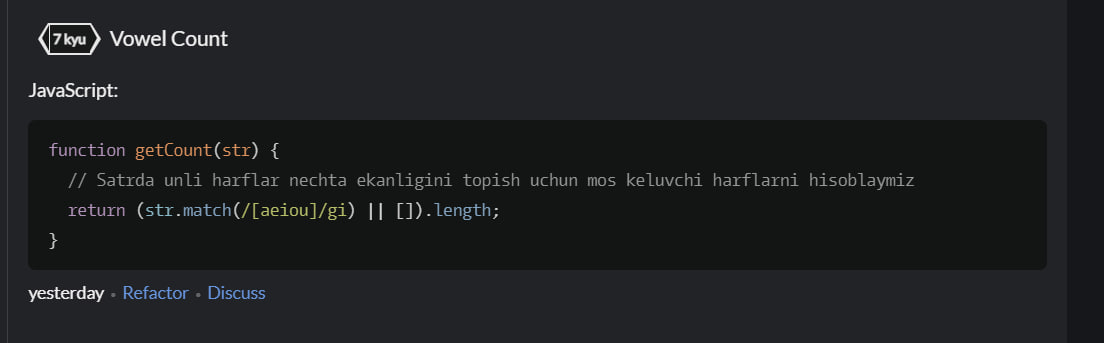 7 kyu Vowel Count
JavaScript:
function getCount(str) {
  // Satrda unli harflar nechta ekanligini topish uchun mos keluvchi harflarni hisoblaymiz
  return (str.match(/[aeiou]/gi) || []).length;
}
yesterday • Refactor • Discuss